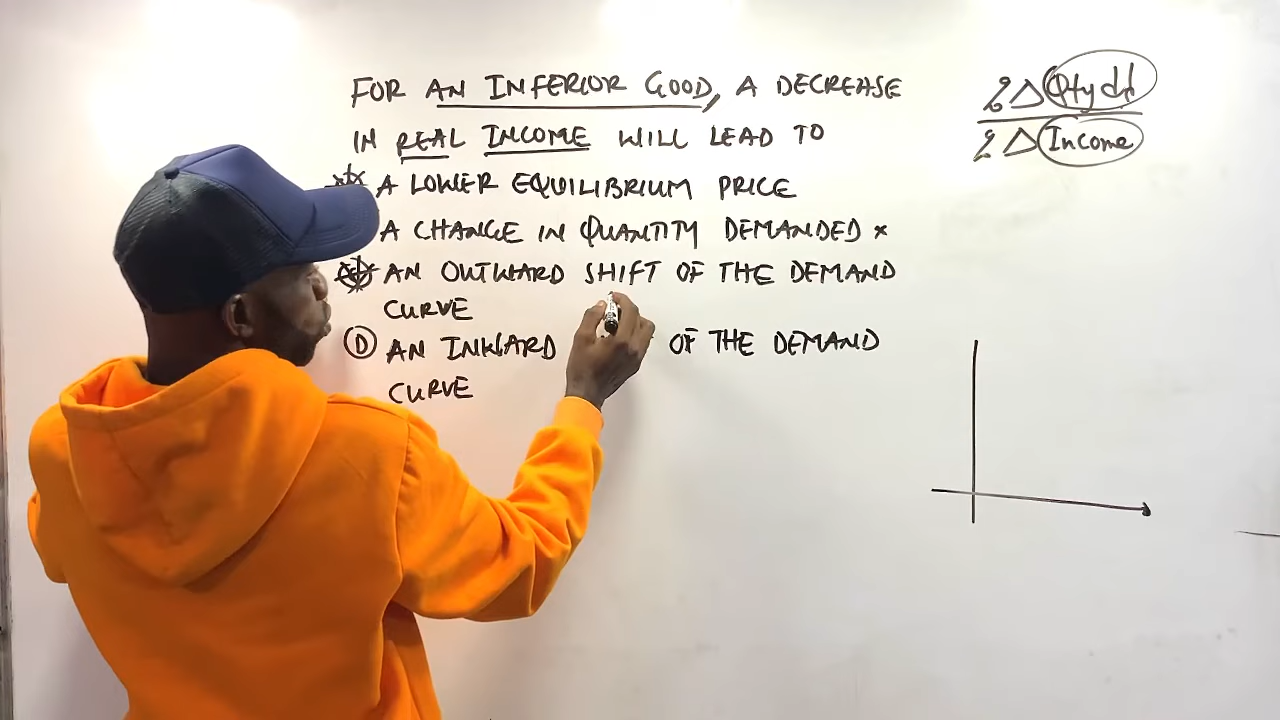 FOR AN INFERIOR GOOD, A DECREASE
IN REAL INCOME WILL LEAD TO
A LOWER EQUILIBRIUM PRICE
A CHANGE IN QUANTITY DEMANDED ×
AN OUTWARD SHIFT OF THE DEMAND
CURVE
D AN INWARD OF THE DEMAND
CURVE
% Δ Qty dd
% Δ Income